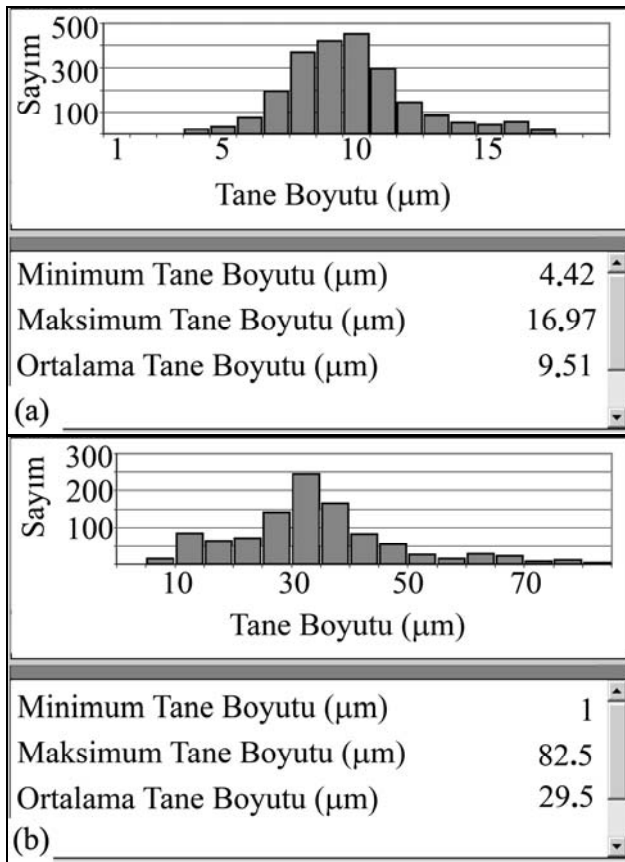 500
300
100
Sayım
1 5 10 15
Tane Boyutu (µm)
Minimum Tane Boyutu (µm) 4.42
Maksimum Tane Boyutu (µm) 16.97
Ortalama Tane Boyutu (µm) 9.51
(a)
300
200
100
Sayım
10 30 50 70
Tane Boyutu (µm)
Minimum Tane Boyutu (µm) 1
Maksimum Tane Boyutu (µm) 82.5
Ortalama Tane Boyutu (µm) 29.5
(b)